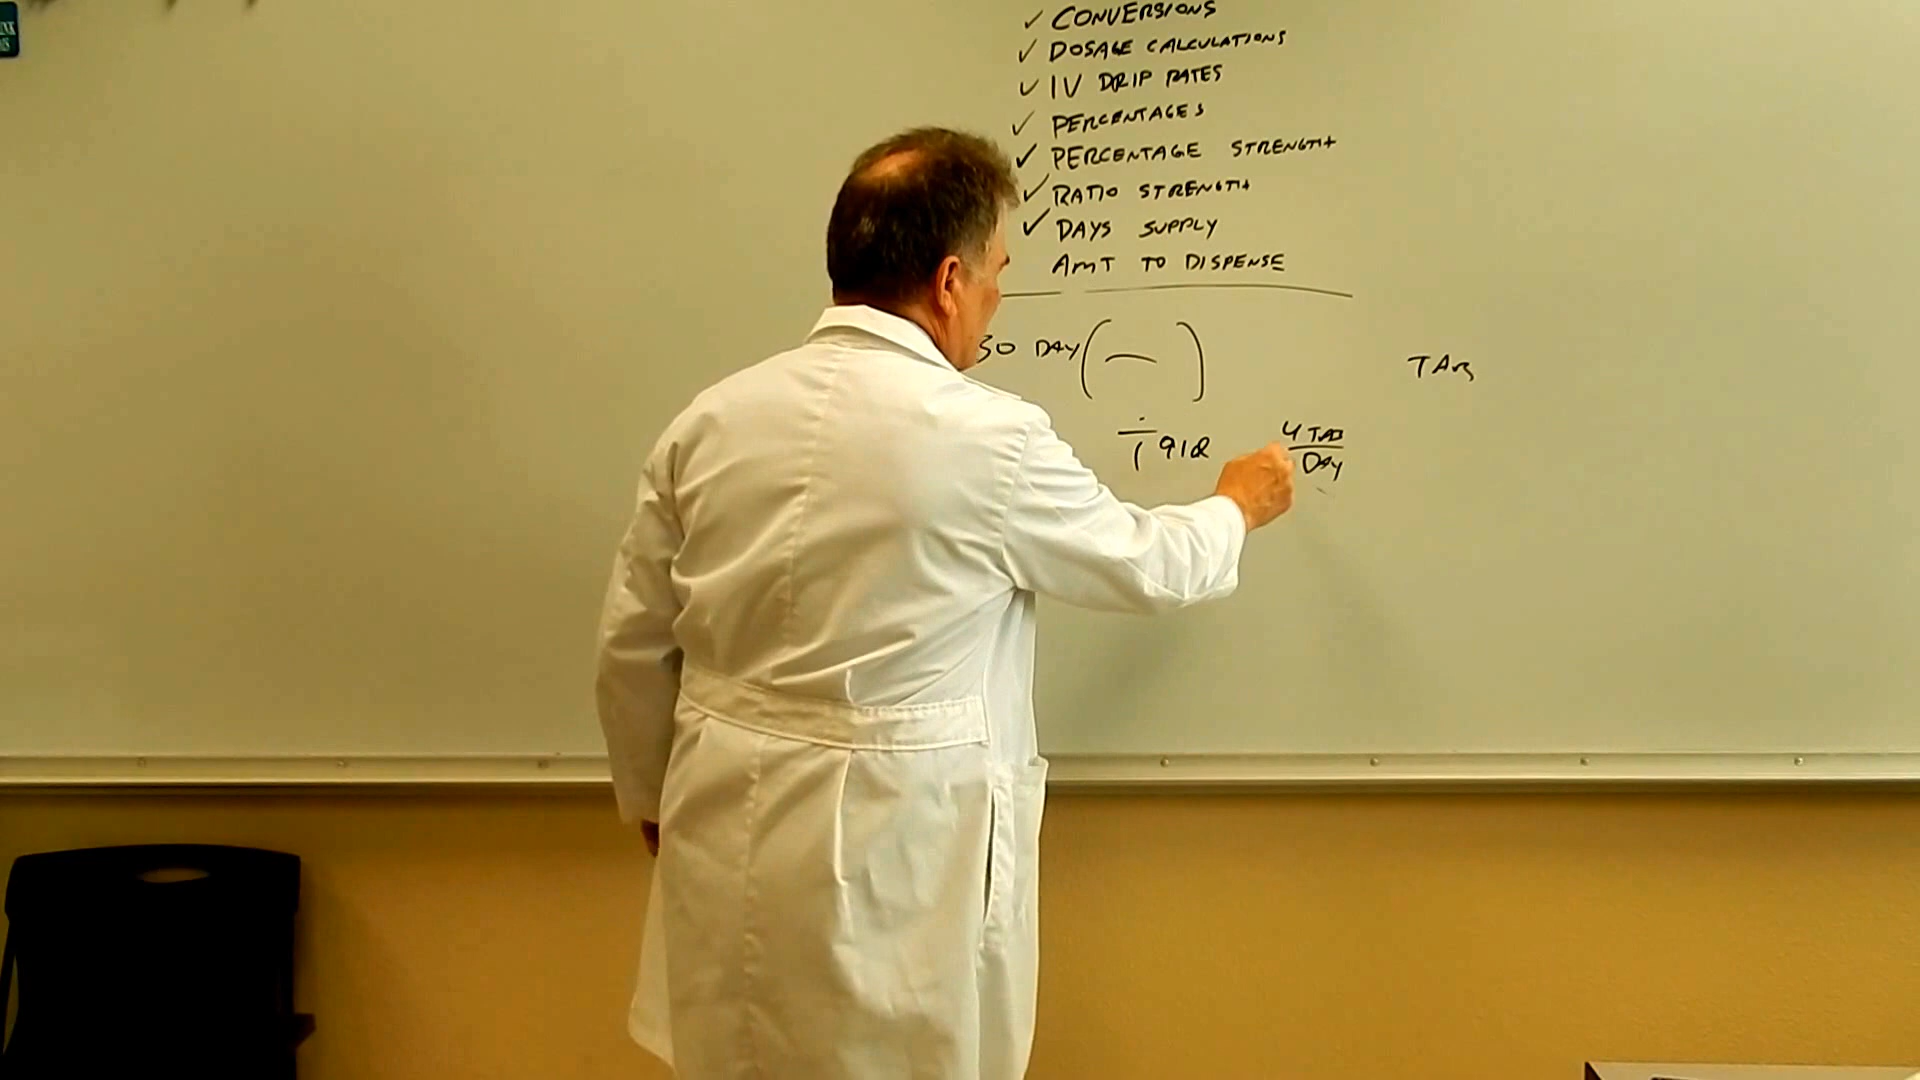 ✓ CONVERSIONS
✓ DOSAGE CALCULATIONS
✓ IV DRIP RATES
✓ PERCENTAGES
✓ PERCENTAGE STRENGTH
✓ RATIO STRENGTH
✓ DAYS SUPPLY
AMT TO DISPENSE
30 DAY ( — ) TAB
i QID 4 TAB
DAY